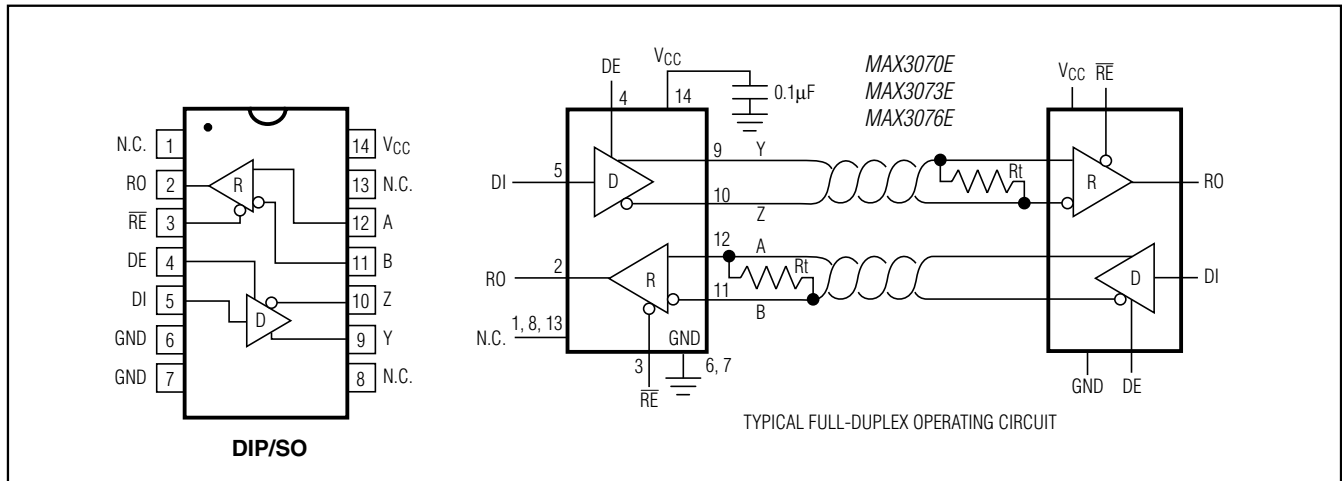 N.C. 1
RO 2
RE 3
DE 4
DI 5
GND 6
GND 7
14 VCC
13 N.C.
12 A
11 B
10 Z
9 Y
8 N.C.
R
D
DIP/SO
DE
4
VCC
14
0.1µF
MAX3070E
MAX3073E
MAX3076E
DI 5
D
9 Y
10 Z
Rt
RO 2
R
12 A
11 B
Rt
N.C. 1, 8, 13
3
RE
GND
6, 7
VCC RE
R
RO
D
DI
GND DE
TYPICAL FULL-DUPLEX OPERATING CIRCUIT